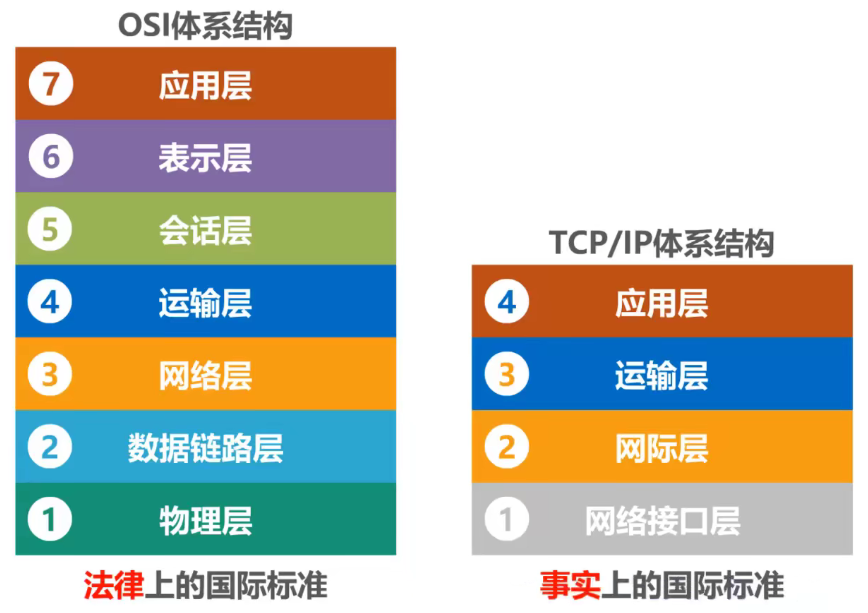 OSI体系结构
7 应用层
6 表示层
5 会话层
4 运输层
3 网络层
2 数据链路层
1 物理层
法律上的国际标准
TCP/IP体系结构
4 应用层
3 运输层
2 网际层
1 网络接口层
事实上的国际标准